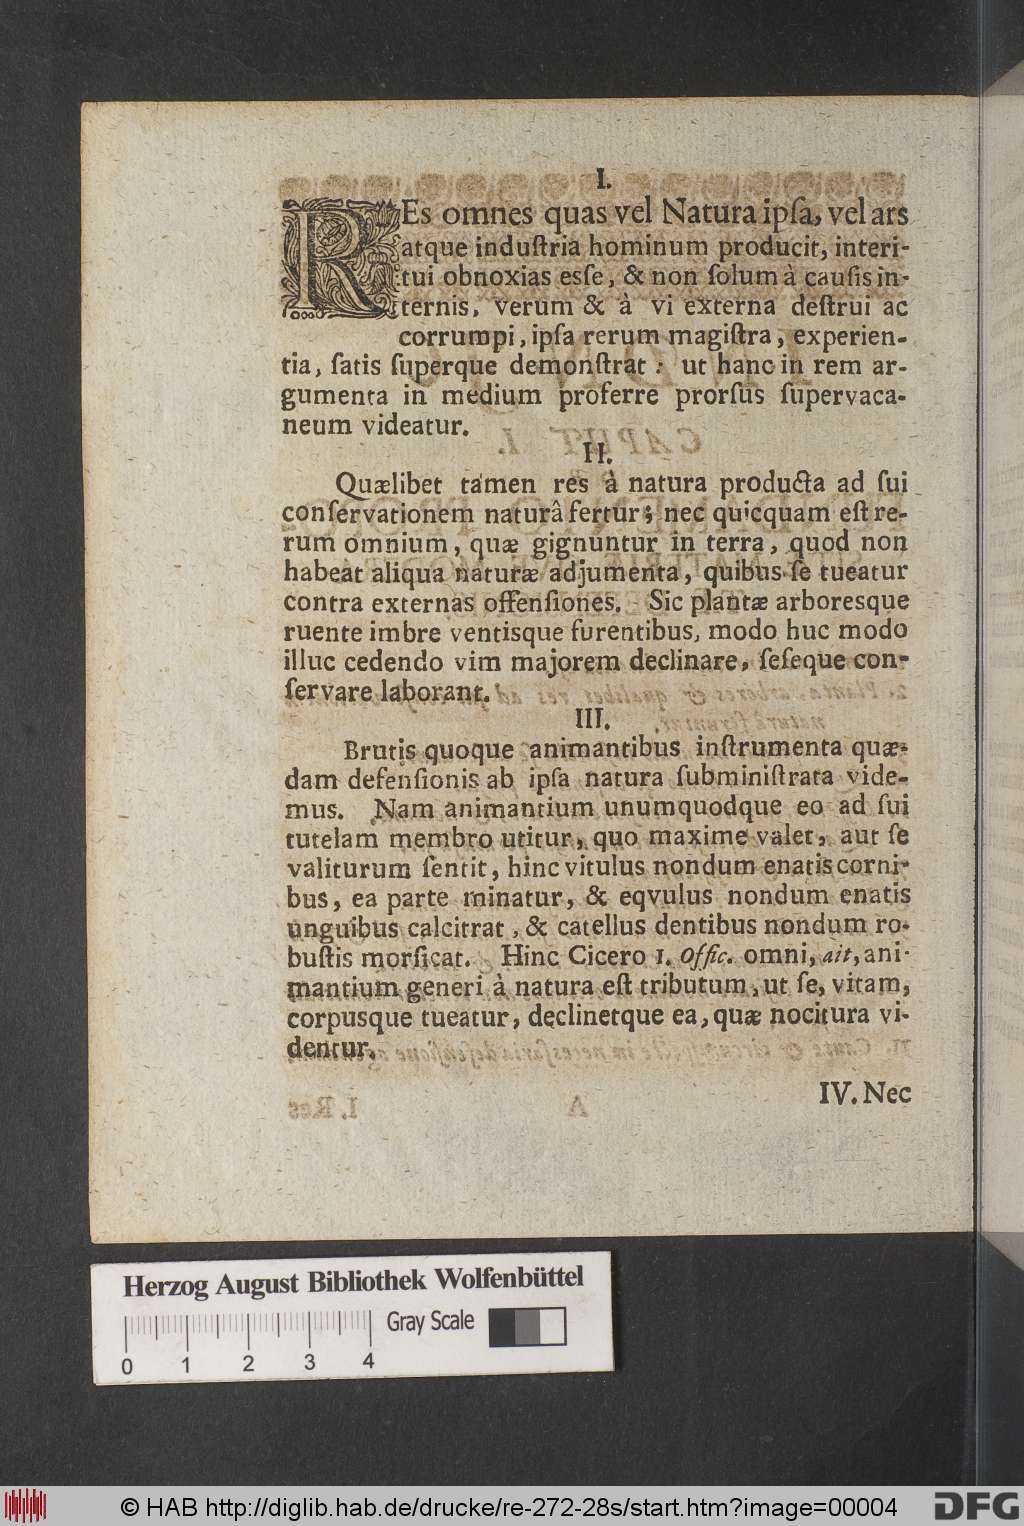 I.
REs omnes quas vel Natura ipſa, vel ars
atque induſtria hominum producit, interi-
tui obnoxias eſſe, & non ſolum à cauſis in-
ternis, verum & à vi externa deſtrui ac
corrumpi, ipſa rerum magiſtra, experien-
tia, ſatis ſuperque demonſtrat: ut hanc in rem ar-
gumenta in medium proferre prorſus ſupervaca-
neum videatur.
II.
Quælibet tamen res à natura producta ad ſui
conſervationem naturâ fertur; nec quicquam eſt re-
rum omnium, quæ gignuntur in terra, quod non
habeat aliqua naturæ adjumenta, quibus ſe tueatur
contra externas offenſiones. Sic plantæ arboresque
ruente imbre ventisque furentibus, modo huc modo
illuc cedendo vim majorem declinare, ſeſeque con-
ſervare laborant.
III.
Brutis quoque animantibus inſtrumenta quæ-
dam defenſionis ab ipſa natura ſubminiſtrata vide-
mus. Nam animantium unumquodque eo ad ſui
tutelam membro utitur, quo maxime valet, aut ſe
valiturum ſentit, hinc vitulus nondum enatis corni-
bus, ea parte minatur, & eqvulus nondum enatis
unguibus calcitrat, & catellus dentibus nondum ro-
buſtis morſicat. Hinc Cicero 1. Offic. omni, ait, ani-
mantium generi à natura eſt tributum, ut ſe, vitam,
corpusque tueatur, declinetque ea, quæ nocitura vi-
dentur.
IV. Nec
Herzog August Bibliothek Wolfenbüttel
Gray Scale
0 1 2 3 4
© HAB http://diglib.hab.de/drucke/re-272-28s/start.htm?image=00004
DFG